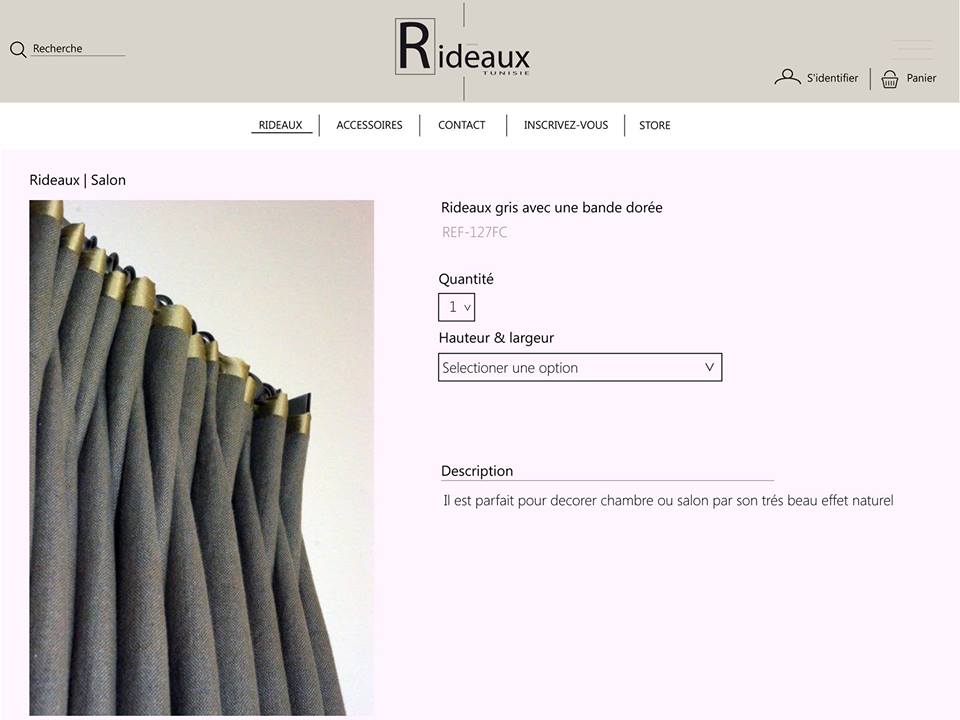 Recherche
Rideaux
TUNISIE
S'identifier
Panier
RIDEAUX
ACCESSOIRES
CONTACT
INSCRIVEZ-VOUS
STORE
Rideaux | Salon
Rideaux gris avec une bande dorée
REF-127FC
Quantité
1
Hauteur & largeur
Selectioner une option
Description
Il est parfait pour decorer chambre ou salon par son trés beau effet naturel